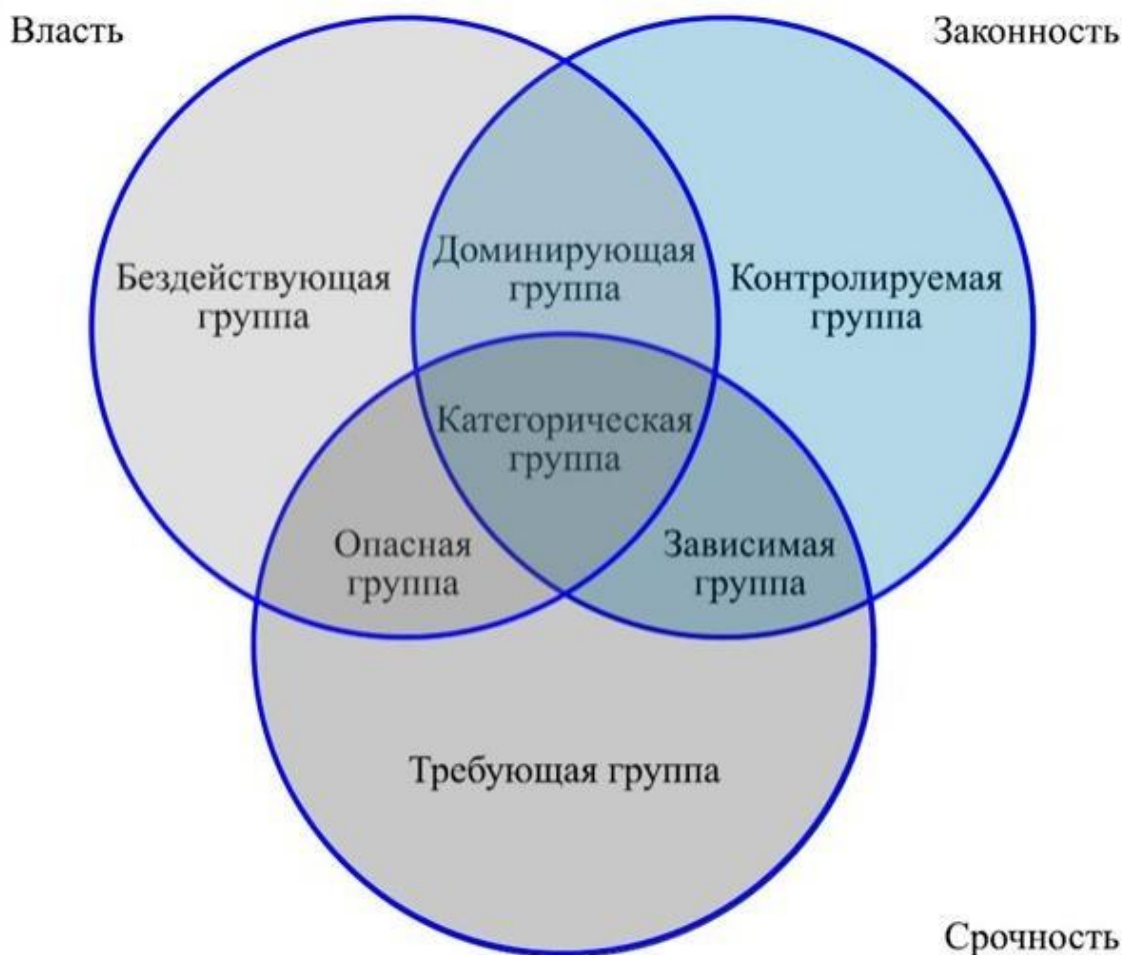 Власть
Законность
Доминирующая
группа
Бездействующая
группа
Контролируемая
группа
Категорическая
группа
Опасная
группа
Зависимая
группа
Требующая группа
Срочность